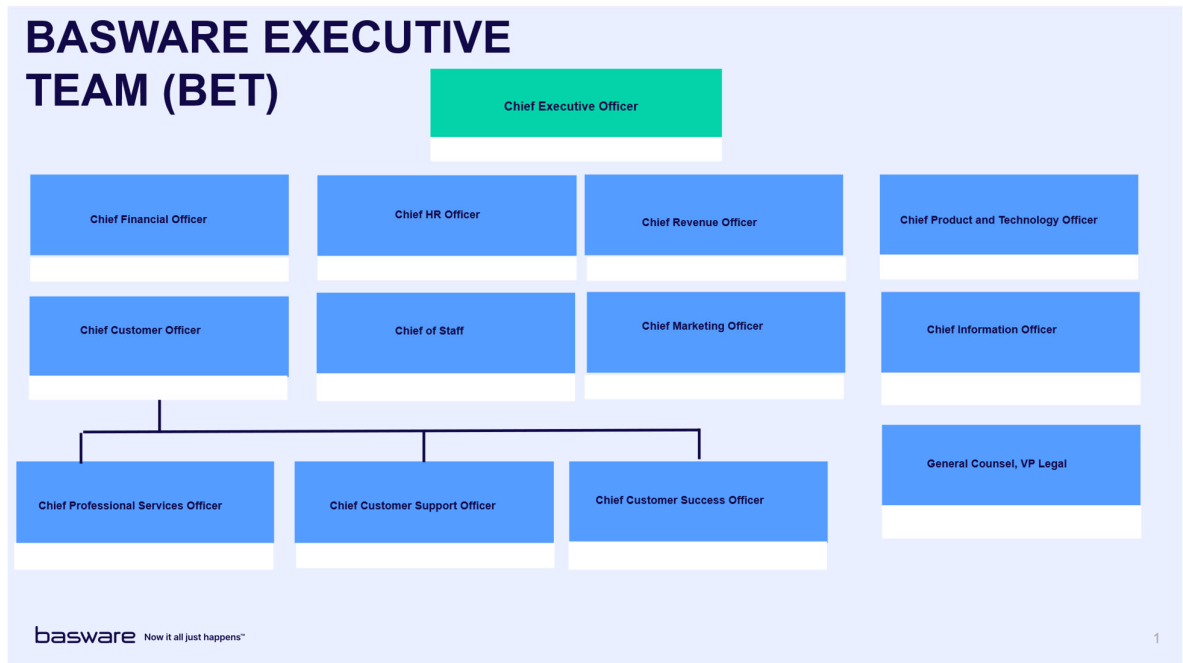 BASWARE EXECUTIVE
TEAM (BET)
Chief Executive Officer
Chief Financial Officer
Chief HR Officer
Chief Revenue Officer
Chief Product and Technology Officer
Chief Customer Officer
Chief of Staff
Chief Marketing Officer
Chief Information Officer
General Counsel, VP Legal
Chief Professional Services Officer
Chief Customer Support Officer
Chief Customer Success Officer
basware Now it all just happens™
1